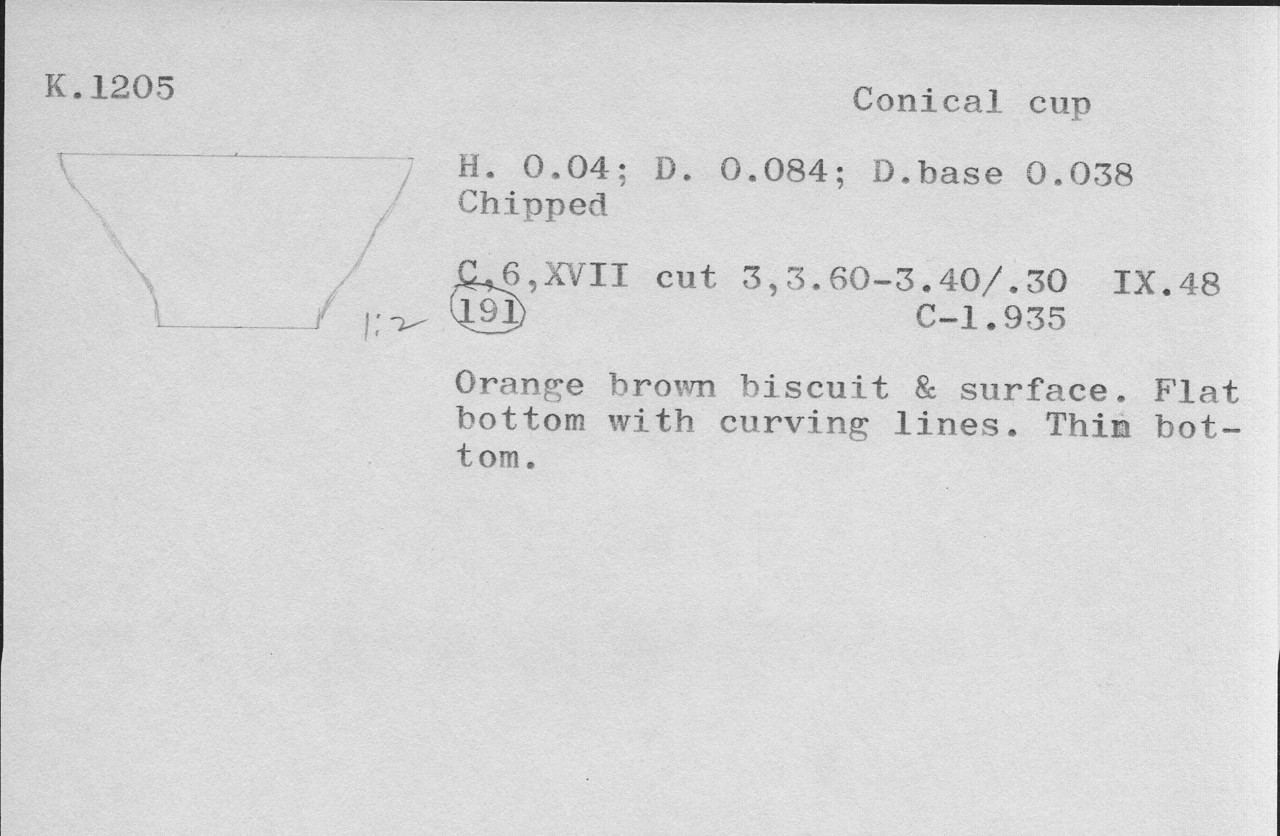 K.1205
Conical cup
H. 0.04; D. 0.084; D.base 0.038
Chipped
C,6,XVII cut 3,3.60-3.40/.30 IX.48
191 C-1.935
1:2
Orange brown biscuit & surface. Flat
bottom with curving lines. Thin bot-
tom.